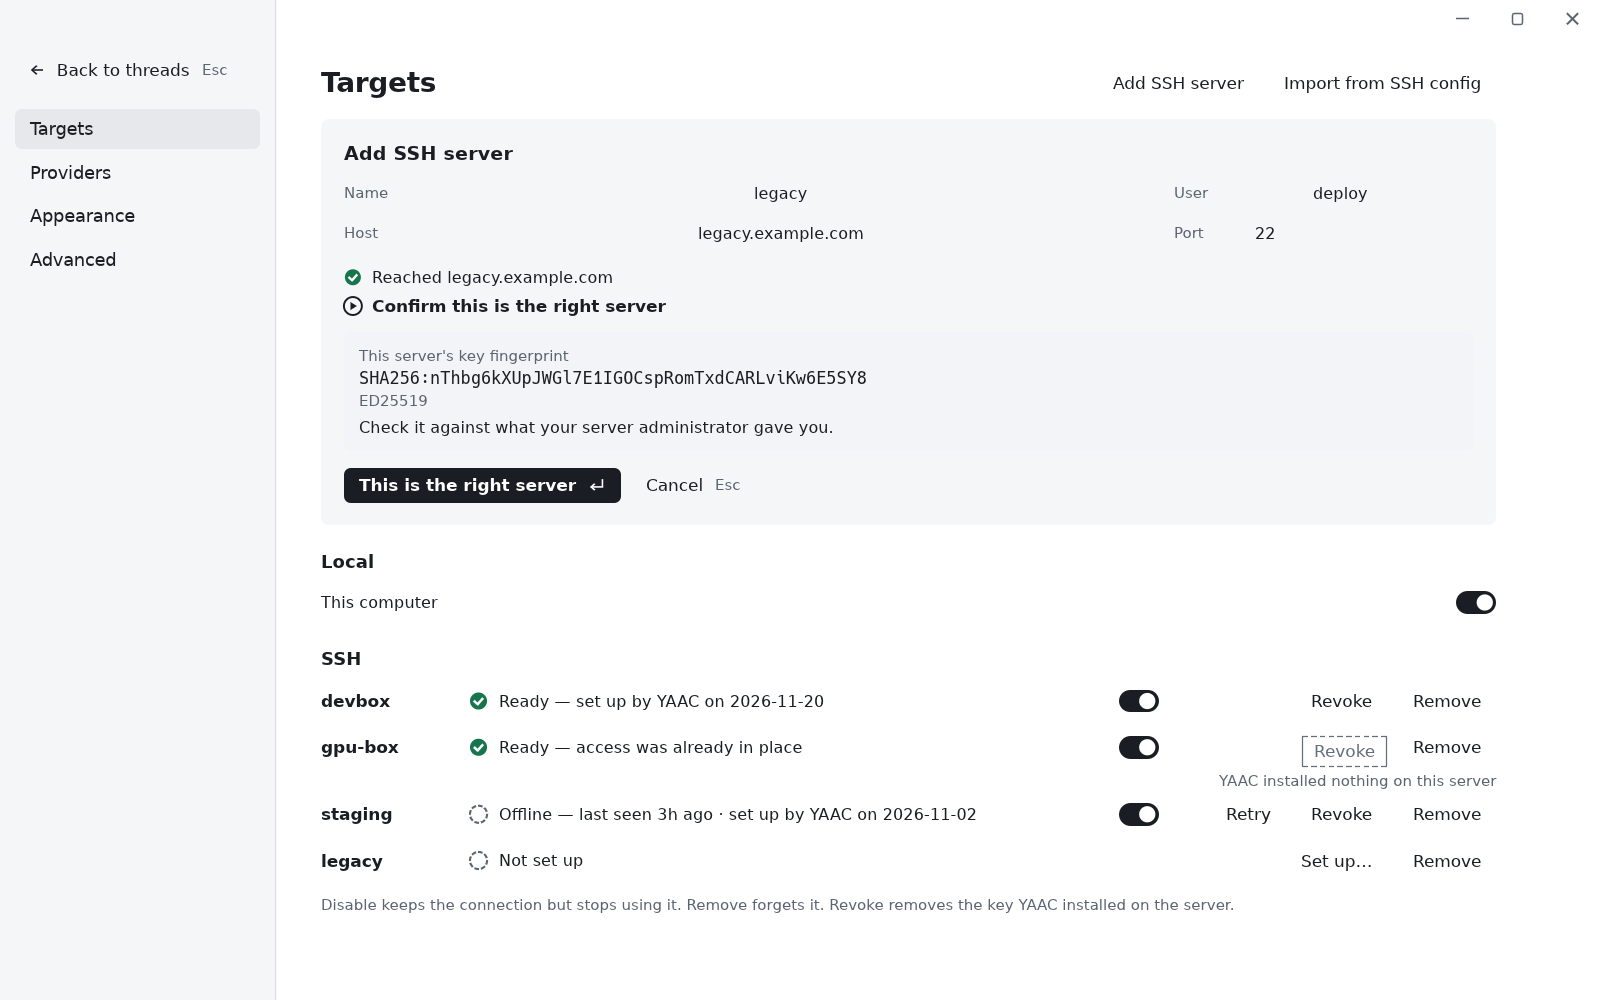 ← Back to threads Esc
Targets
Providers
Appearance
Advanced
Targets
Add SSH server
Import from SSH config
Add SSH server
Name legacy User deploy
Host legacy.example.com Port 22
Reached legacy.example.com
Confirm this is the right server
This server's key fingerprint
SHA256:nThbg6kXUpJWGl7E1IGOCspRomTxdCARLviKw6E5SY8
ED25519
Check it against what your server administrator gave you.
This is the right server ↵ Cancel Esc
Local
This computer
SSH
devbox Ready — set up by YAAC on 2026-11-20 Revoke Remove
gpu-box Ready — access was already in place Revoke Remove
YAAC installed nothing on this server
staging Offline — last seen 3h ago · set up by YAAC on 2026-11-02 Retry Revoke Remove
legacy Not set up Set up… Remove
Disable keeps the connection but stops using it. Remove forgets it. Revoke removes the key YAAC installed on the server.